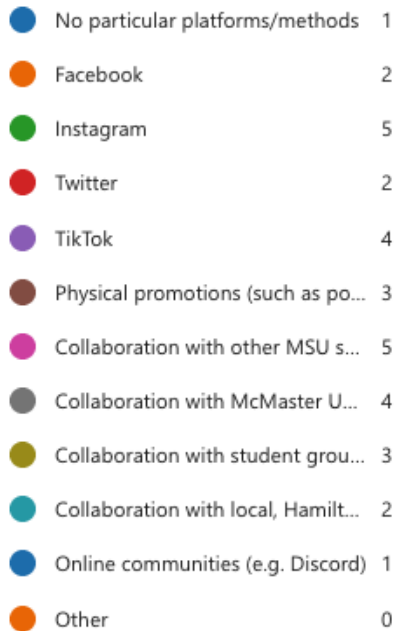 No particular platforms/methods 1
Facebook 2
Instagram 5
Twitter 2
TikTok 4
Physical promotions (such as po... 3
Collaboration with other MSU s... 5
Collaboration with McMaster U... 4
Collaboration with student grou... 3
Collaboration with local, Hamilt... 2
Online communities (e.g. Discord) 1
Other 0